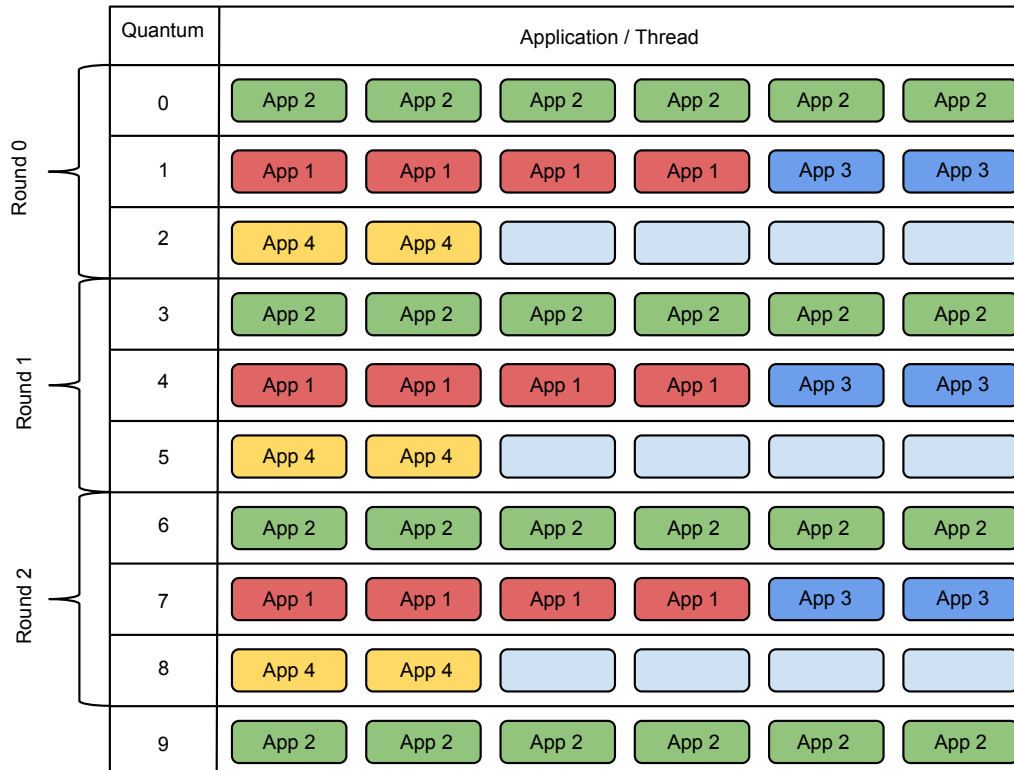 Quantum Application / Thread
Round 0
0 App 2 App 2 App 2 App 2 App 2 App 2
1 App 1 App 1 App 1 App 1 App 3 App 3
2 App 4 App 4
Round 1
3 App 2 App 2 App 2 App 2 App 2 App 2
4 App 1 App 1 App 1 App 1 App 3 App 3
5 App 4 App 4
Round 2
6 App 2 App 2 App 2 App 2 App 2 App 2
7 App 1 App 1 App 1 App 1 App 3 App 3
8 App 4 App 4
9 App 2 App 2 App 2 App 2 App 2 App 2